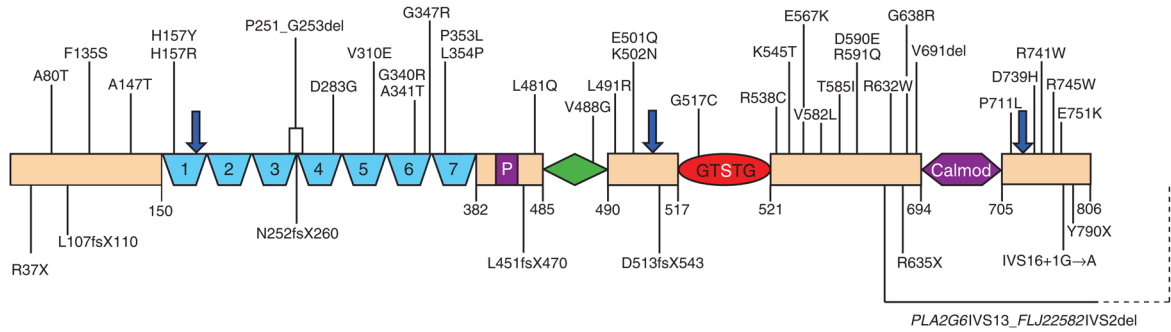 G347R
E567K
G638R
P251_G253del
H157Y
H157R
P353L
L354P
E501Q
K502N
D590E
R591Q
F135S
V310E
K545T
V691del
R741W
A80T
A147T
D283G
G340R
A341T
L481Q
V488G
L491R
G517C
R538C
V582L
T585I
R632W
P711L
D739H
R745W
E751K
1
2
3
4
5
6
7
P
GTSTG
Calmod
150
382
485
490
517
521
694
705
806
R37X
L107fsX110
N252fsX260
L451fsX470
D513fsX543
R635X
IVS16+1G→A
Y790X
PLA2G6IVS13_FLJ22582IVS2del